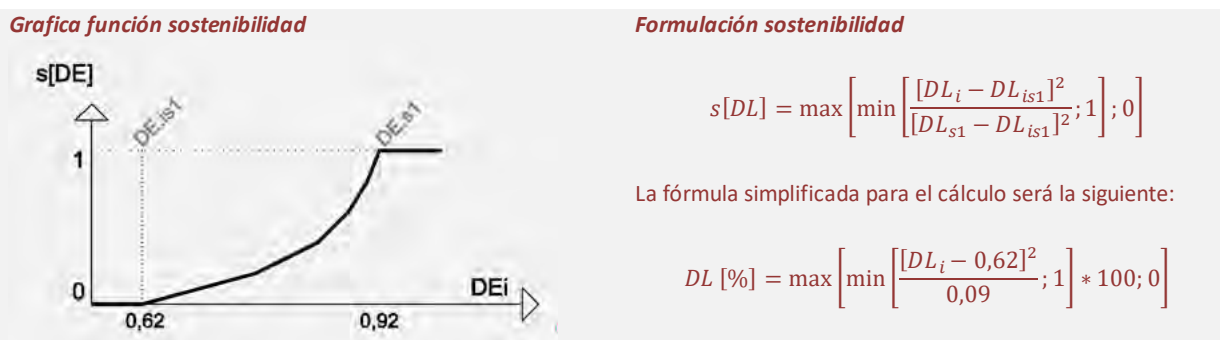 Grafica función sostenibilidad
s[DE]
DE.is1
DE.s1
1
0
DEi
0,62
0,92
Formulación sostenibilidad
s[DL] = max [min [[DL_i − DL_is1]^2 / [DL_s1 − DL_is1]^2 ; 1] ; 0]
La fórmula simplificada para el cálculo será la siguiente:
DL [%] = max [min [[DL_i − 0,62]^2 / 0,09 ; 1] * 100; 0]